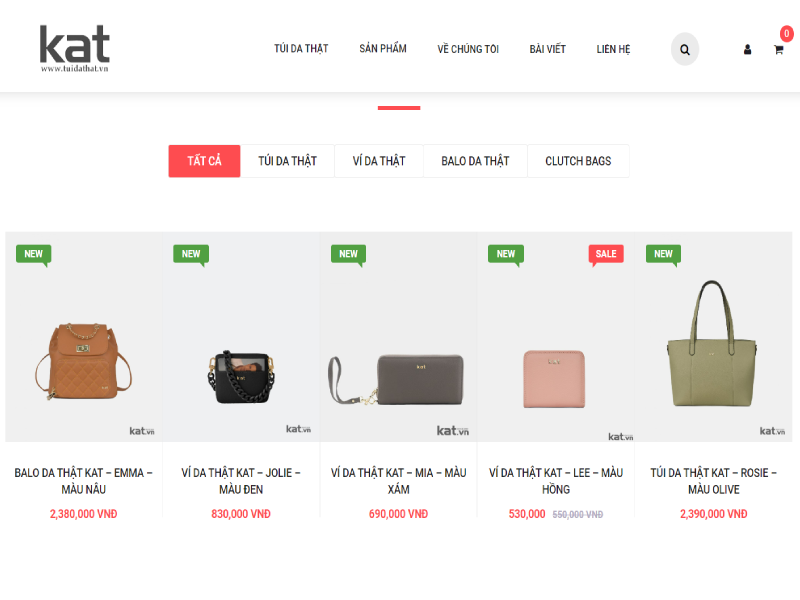 kat
www.tuidathat.vn
TÚI DA THẬT
SẢN PHẨM
VỀ CHÚNG TÔI
BÀI VIẾT
LIÊN HỆ
0
TẤT CẢ
TÚI DA THẬT
VÍ DA THẬT
BALO DA THẬT
CLUTCH BAGS
NEW
NEW
NEW
NEW
SALE
NEW
kat
kat.vn
kat.vn
kat.vn
kat.vn
kat.vn
BALO DA THẬT KAT – EMMA –
MÀU NÂU
2,380,000 VNĐ
VÍ DA THẬT KAT – JOLIE –
MÀU ĐEN
830,000 VNĐ
VÍ DA THẬT KAT – MIA – MÀU
XÁM
690,000 VNĐ
VÍ DA THẬT KAT – LEE – MÀU
HỒNG
530,000 550,000 VNĐ
TÚI DA THẬT KAT – ROSIE –
MÀU OLIVE
2,390,000 VNĐ